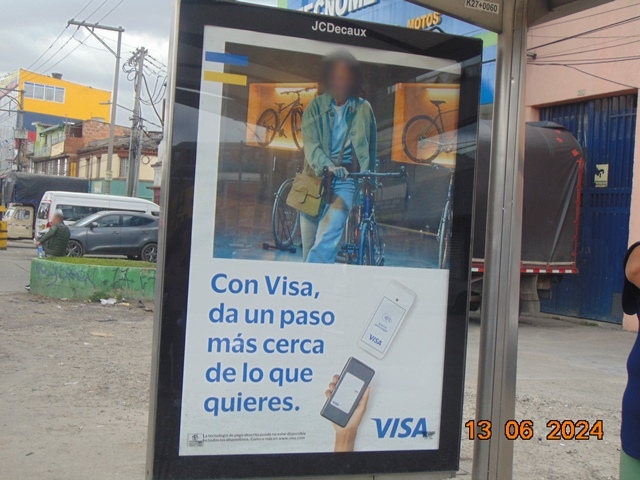 K27+0060
MOTOS
JCDecaux
Con Visa,
da un paso
más cerca
de lo que
quieres.
VISA
VISA
13 06 2024